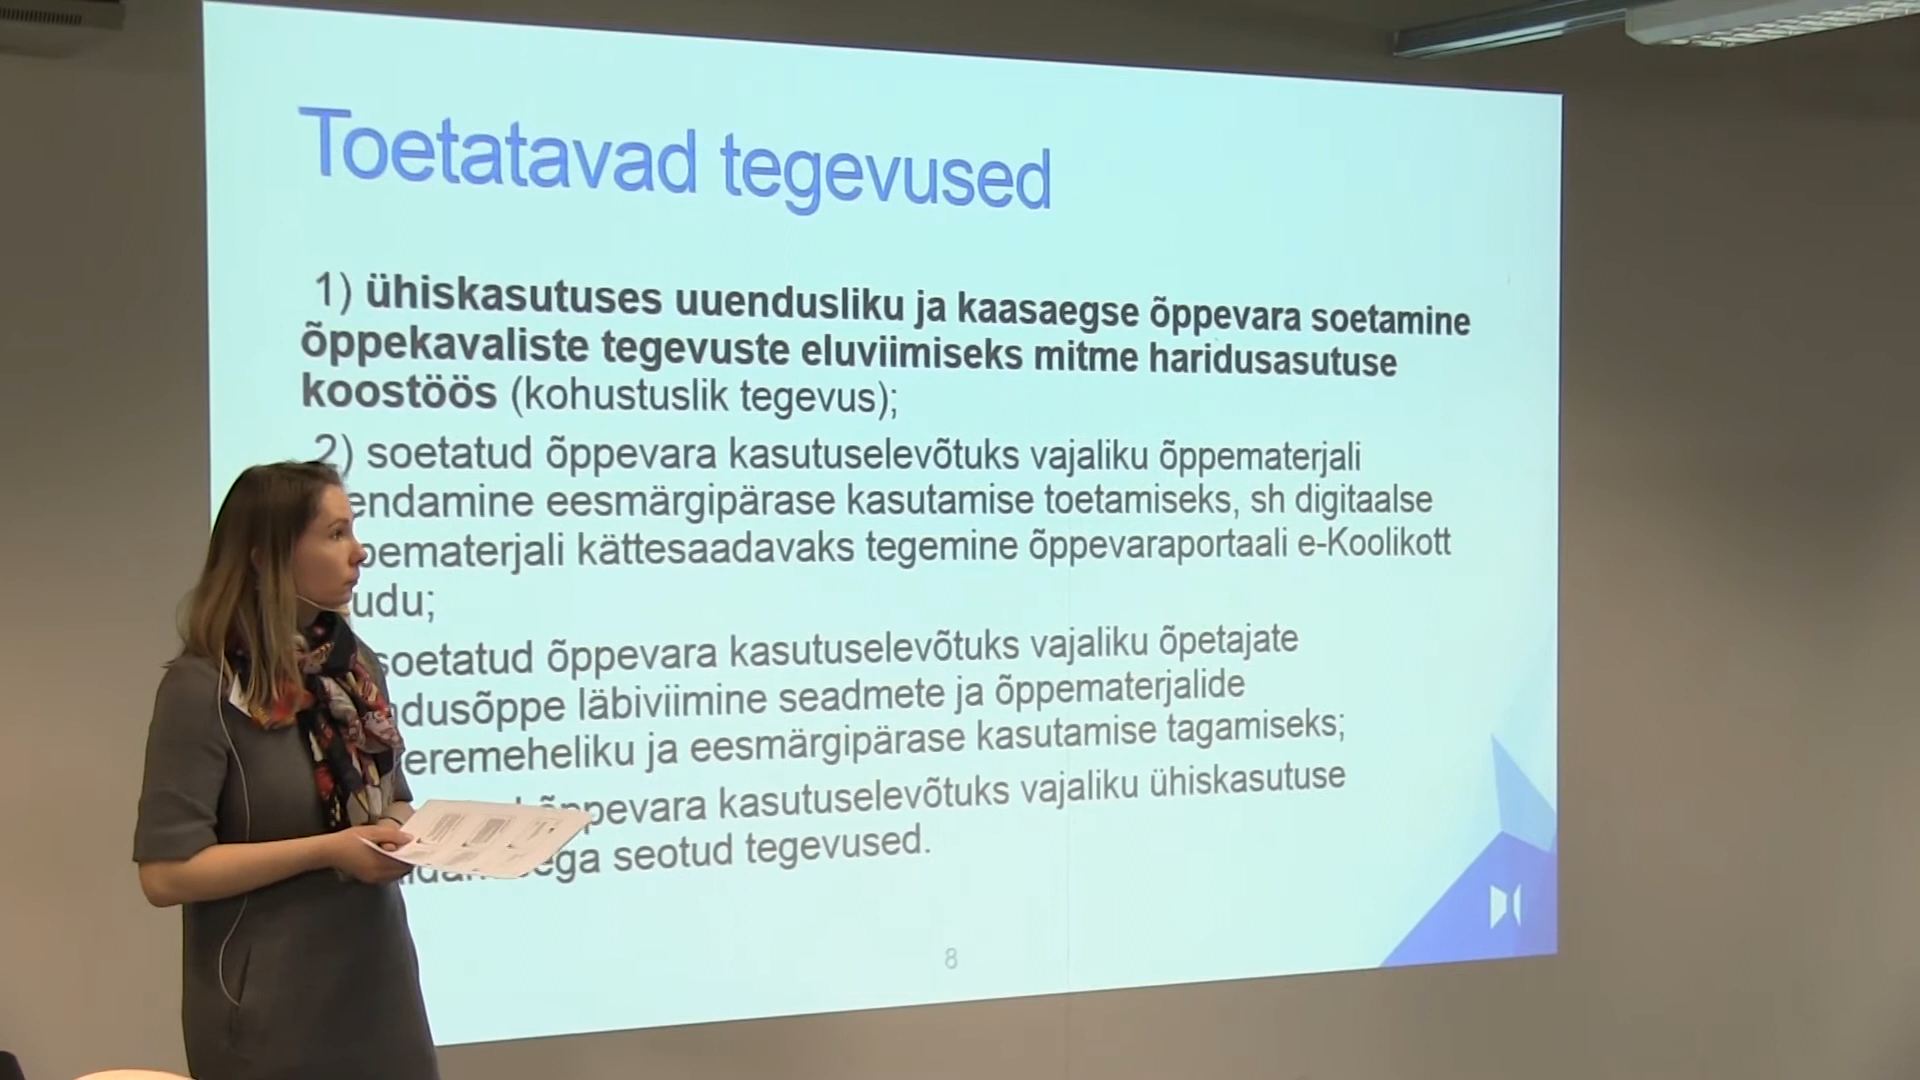 Toetatavad tegevused
1) ühiskasutuses uuendusliku ja kaasaegse õppevara soetamine
õppekavaliste tegevuste eluviimiseks mitme haridusasutuse
koostöös (kohustuslik tegevus);
2) soetatud õppevara kasutuselevõtuks vajaliku õppematerjali
endamine eesmärgipärase kasutamise toetamiseks, sh digitaalse
pematerjali kättesaadavaks tegemine õppevaraportaali e-Koolikott
udu;
soetatud õppevara kasutuselevõtuks vajaliku õpetajate
dusõppe läbiviimine seadmete ja õppematerjalide
eremeheliku ja eesmärgipärase kasutamise tagamiseks;
õppevara kasutuselevõtuks vajaliku ühiskasutuse
ega seotud tegevused.
8